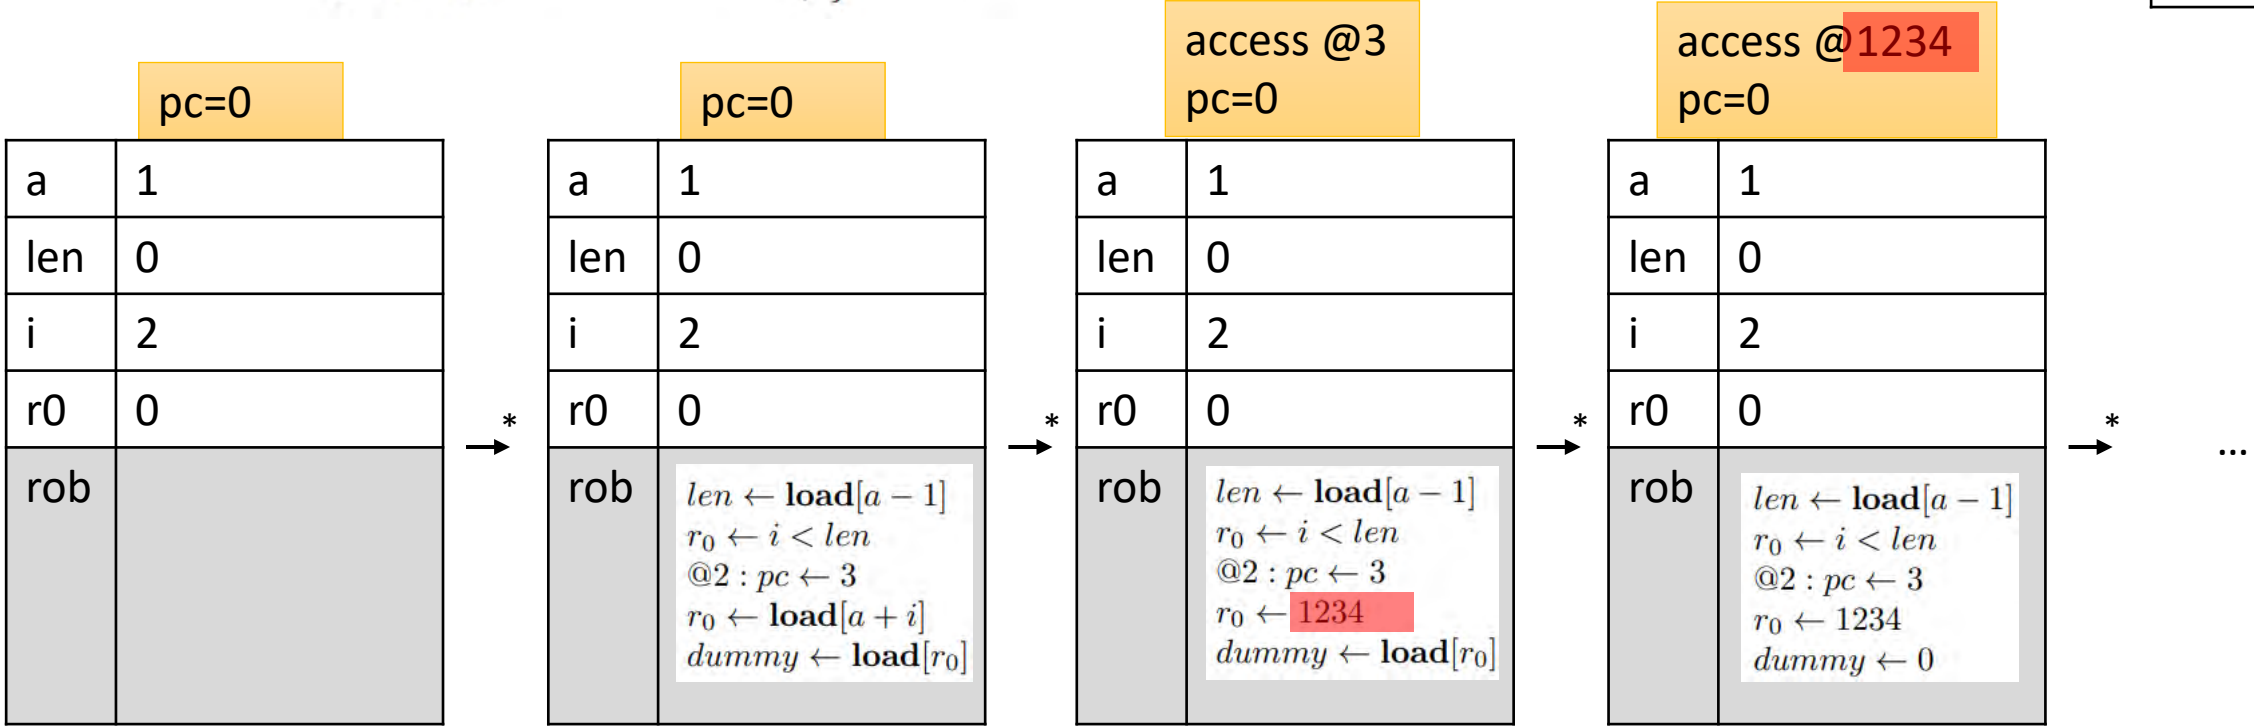 pc=0
a 1
len 0
i 2
r0 0
rob
→*
pc=0
a 1
len 0
i 2
r0 0
rob
len ← load[a − 1]
r₀ ← i < len
@2 : pc ← 3
r₀ ← load[a + i]
dummy ← load[r₀]
→*
access @3
pc=0
a 1
len 0
i 2
r0 0
rob
len ← load[a − 1]
r₀ ← i < len
@2 : pc ← 3
r₀ ← 1234
dummy ← load[r₀]
→*
access @1234
pc=0
a 1
len 0
i 2
r0 0
rob
len ← load[a − 1]
r₀ ← i < len
@2 : pc ← 3
r₀ ← 1234
dummy ← 0
→*
...